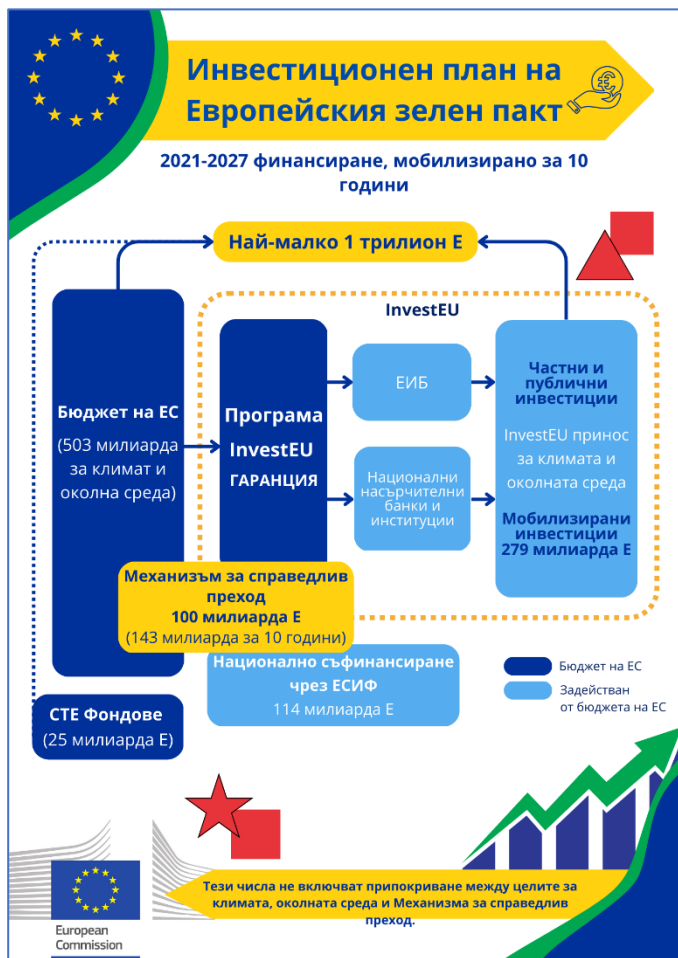 Инвестиционен план на
Европейския зелен пакт
2021-2027 финансиране, мобилизирано за 10
години
Най-малко 1 трилион Е
InvestEU
Бюджет на ЕС
(503 милиарда
за климат и
околна среда)
Програма
InvestEU
ГАРАНЦИЯ
ЕИБ
Национални
насърчителни
банки и
институции
Частни и
публични
инвестиции
InvestEU принос
за климата и
околната среда
Мобилизирани
инвестиции
279 милиарда Е
Механизъм за справедлив
преход
100 милиарда Е
(143 милиарда за 10 години)
Национално съфинансиране
чрез ЕСИФ
114 милиарда Е
СТЕ Фондове
(25 милиарда Е)
Бюджет на ЕС
Задействан
от бюджета на ЕС
Тези числа не включват припокриване между целите за
климата, околната среда и Механизма за справедлив
преход.
European
Commission